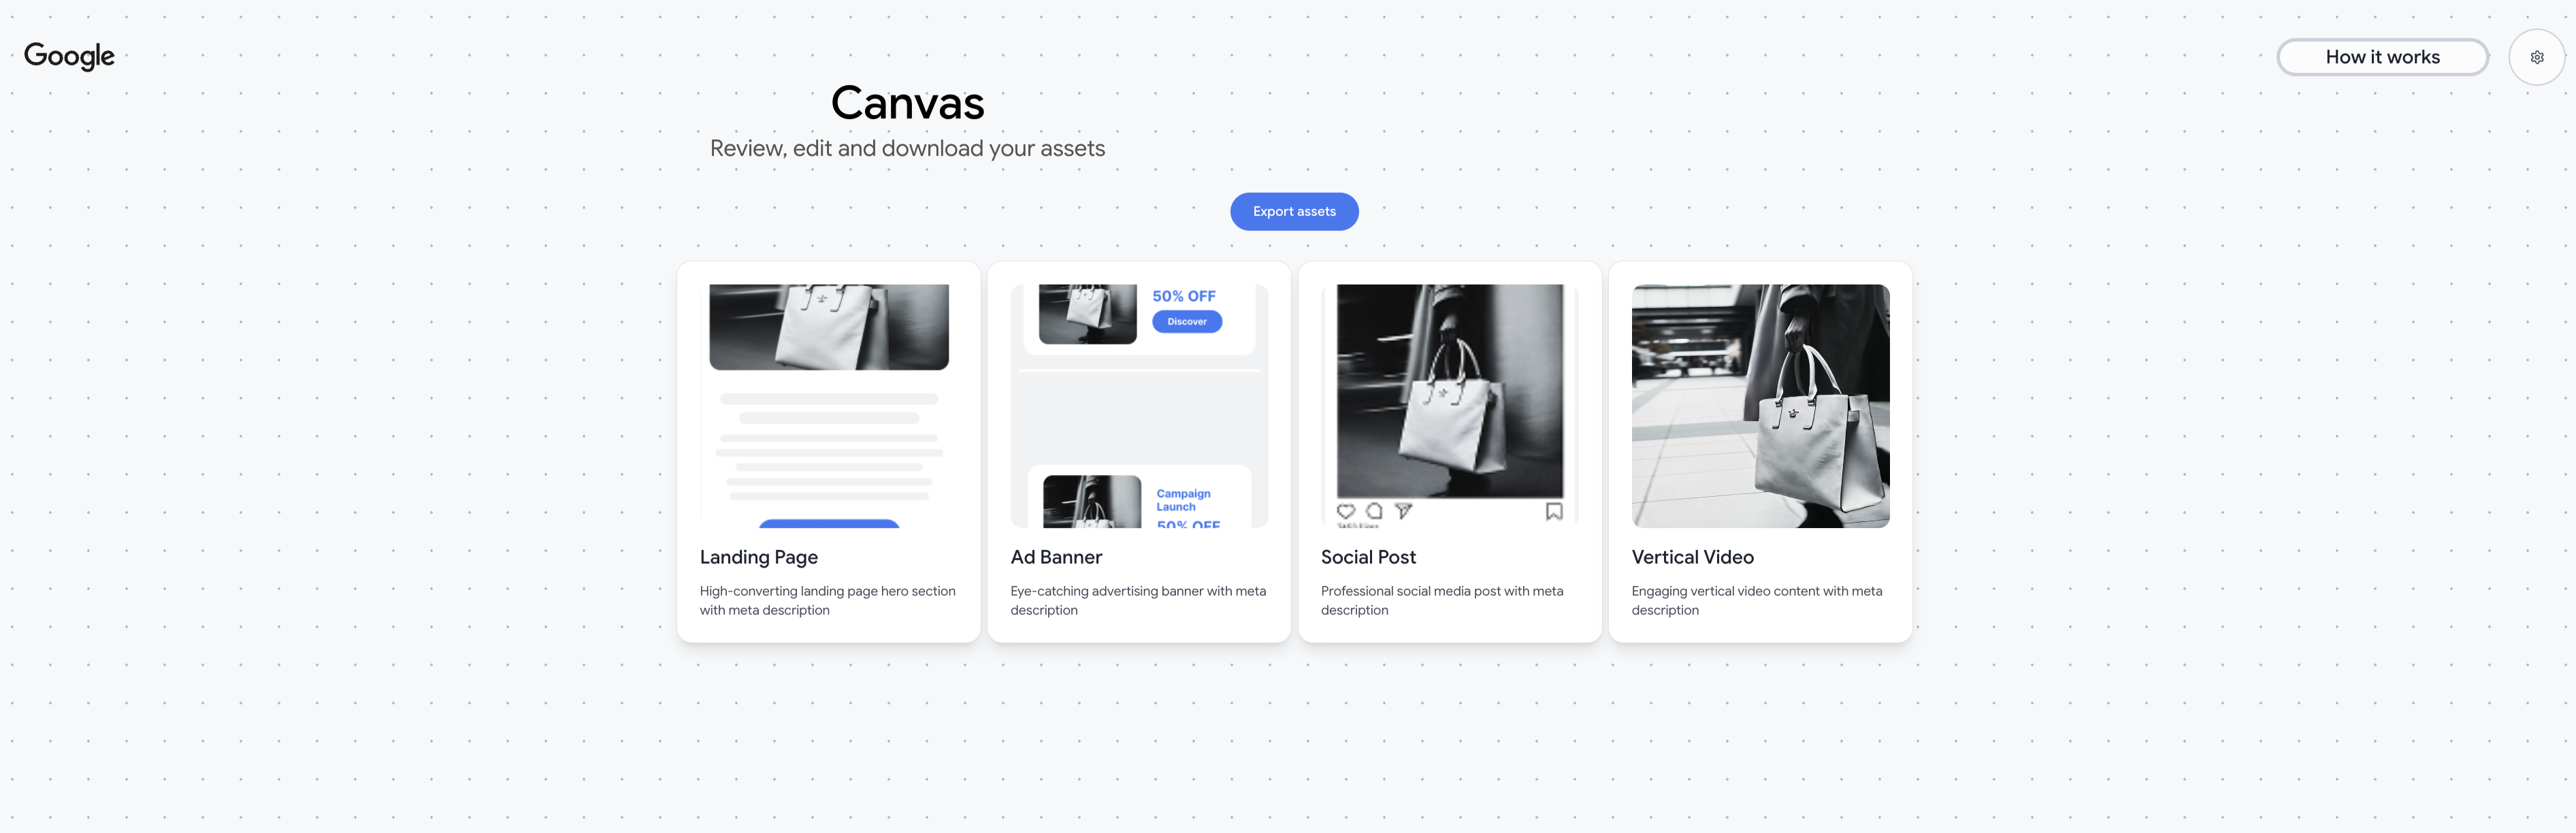 Google
How it works
Canvas
Review, edit and download your assets
Export assets
50% OFF
Discover
Campaign
Launch
50% OFF
Landing Page
High-converting landing page hero section
with meta description
Ad Banner
Eye-catching advertising banner with meta
description
Social Post
Professional social media post with meta
description
Vertical Video
Engaging vertical video content with meta
description